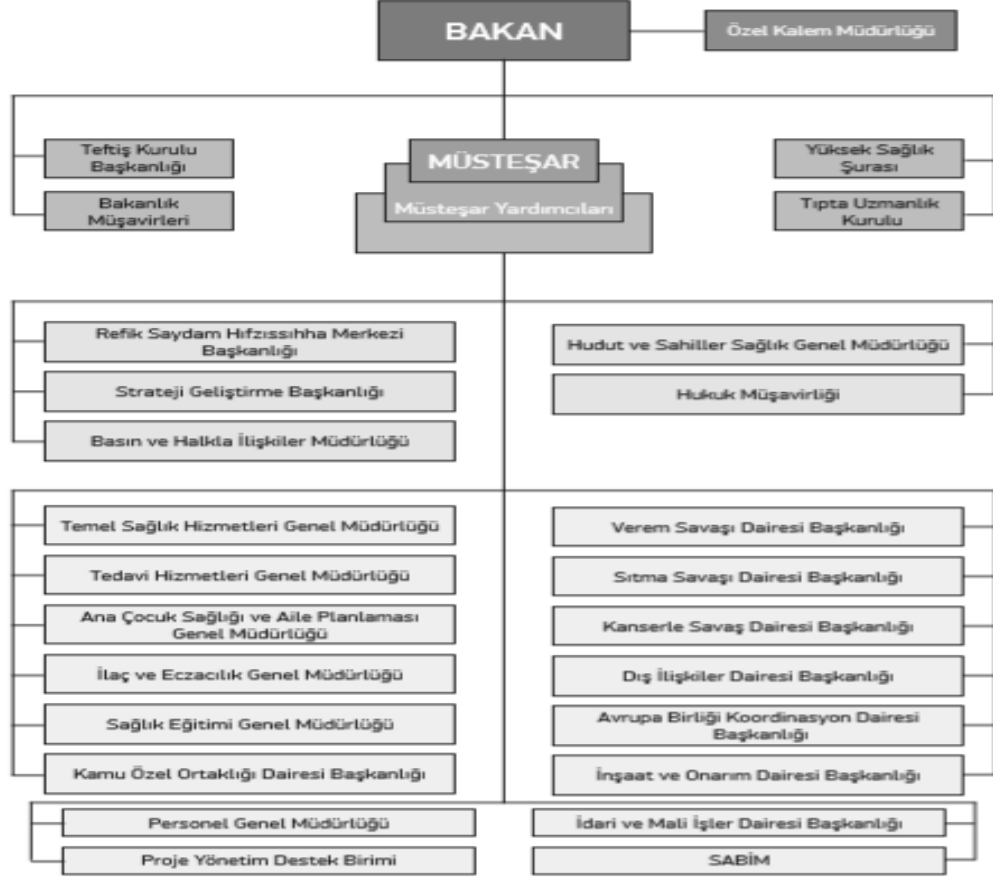 BAKAN
Özel Kalem Müdürlüğü
Teftiş Kurulu
Başkanlığı
Bakanlık
Müşavirleri
MÜSTEŞAR
Müsteşar Yardımcıları
Yüksek Sağlık
Şurası
Tıpta Uzmanlık
Kurulu
Refik Saydam Hıfzıssıhha Merkezi
Başkanlığı
Strateji Geliştirme Başkanlığı
Basın ve Halkla İlişkiler Müdürlüğü
Hudut ve Sahiller Sağlık Genel Müdürlüğü
Hukuk Müşavirliği
Temel Sağlık Hizmetleri Genel Müdürlüğü
Tedavi Hizmetleri Genel Müdürlüğü
Ana Çocuk Sağlığı ve Aile Planlaması
Genel Müdürlüğü
İlaç ve Eczacılık Genel Müdürlüğü
Sağlık Eğitimi Genel Müdürlüğü
Kamu Özel Ortaklığı Dairesi Başkanlığı
Verem Savaşı Dairesi Başkanlığı
Sıtma Savaşı Dairesi Başkanlığı
Kanserle Savaş Dairesi Başkanlığı
Dış İlişkiler Dairesi Başkanlığı
Avrupa Birliği Koordinasyon Dairesi
Başkanlığı
İnşaat ve Onarım Dairesi Başkanlığı
Personel Genel Müdürlüğü
Proje Yönetim Destek Birimi
İdari ve Mali İşler Dairesi Başkanlığı
SABİM